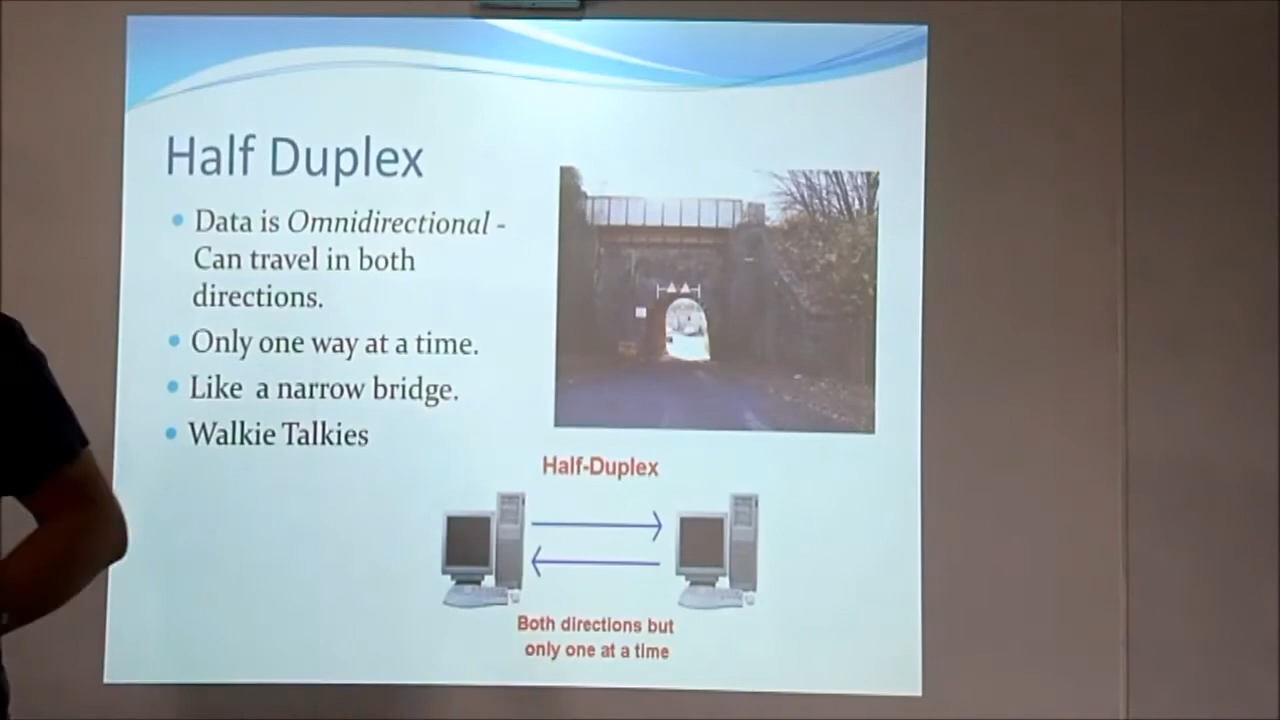 Half Duplex
• Data is Omnidirectional -
Can travel in both
directions.
• Only one way at a time.
• Like a narrow bridge.
• Walkie Talkies
Half-Duplex
Both directions but
only one at a time